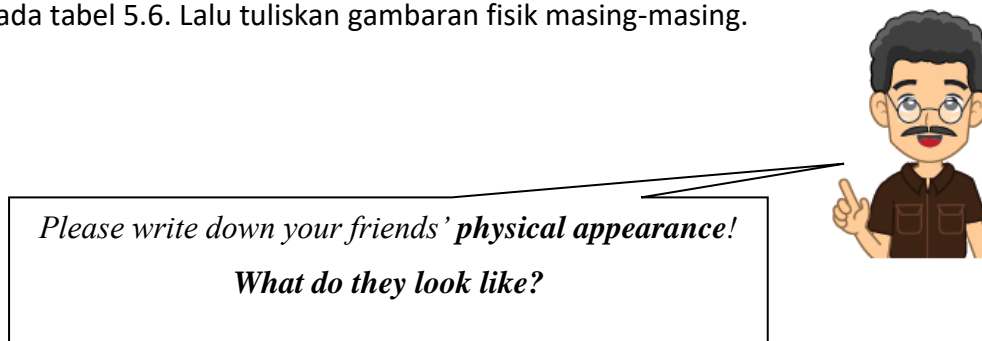 ada tabel 5.6. Lalu tuliskan gambaran fisik masing-masing.
Please write down your friends’ physical appearance!
What do they look like?